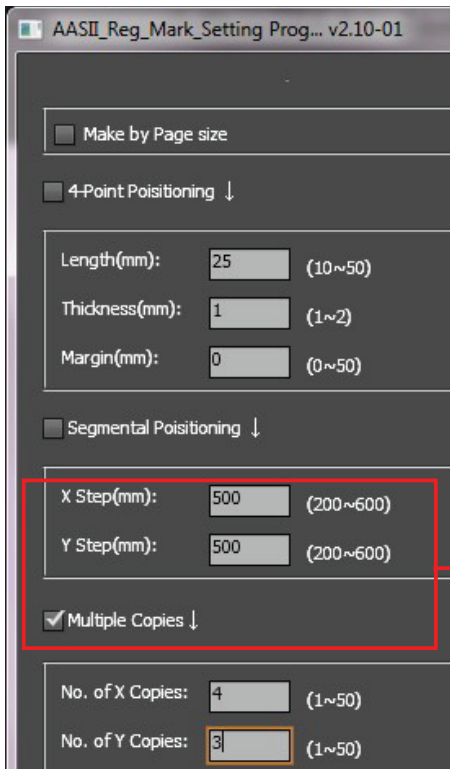 AASII_Reg_Mark_Setting Prog... v2.10-01
Make by Page size
4-Point Poisitioning ↓
Length(mm): 25 (10~50)
Thickness(mm): 1 (1~2)
Margin(mm): 0 (0~50)
Segmental Poisitioning ↓
X Step(mm): 500 (200~600)
Y Step(mm): 500 (200~600)
Multiple Copies ↓
No. of X Copies: 4 (1~50)
No. of Y Copies: 3 (1~50)